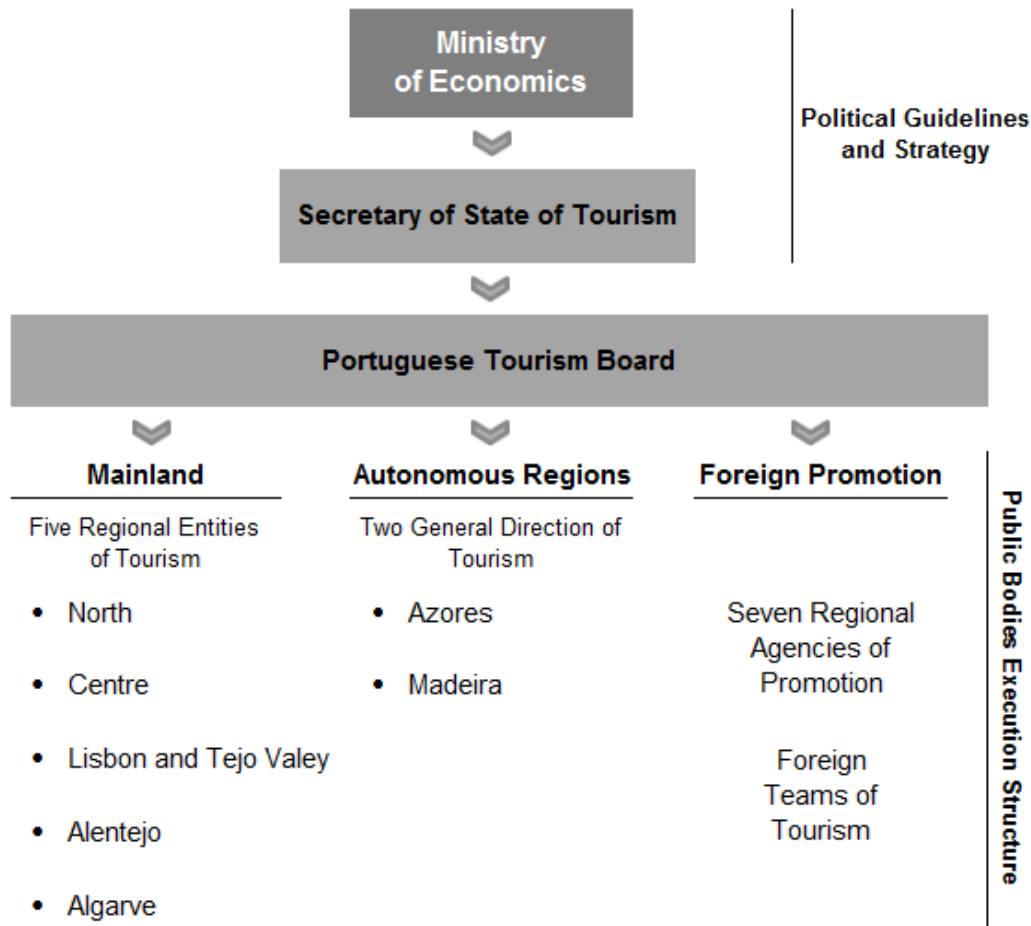 Ministry
of Economics
Political Guidelines
and Strategy
Secretary of State of Tourism
Portuguese Tourism Board
Mainland
Five Regional Entities
of Tourism
• North
• Centre
• Lisbon and Tejo Valey
• Alentejo
• Algarve
Autonomous Regions
Two General Direction of
Tourism
• Azores
• Madeira
Foreign Promotion
Seven Regional
Agencies of
Promotion
Foreign
Teams of
Tourism
Public Bodies Execution Structure